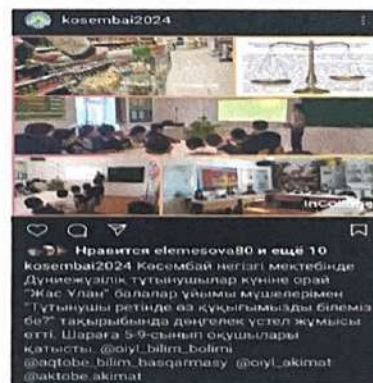 kosembai2024
Нравится elemesova80 и ещё 10
kosembai2024 Көсембай негізгі мектебінде
Дүниежүзілік тұтынушылар күніне орай
"Жас Ұлан" балалар ұйымы мүшелерімен
"Тұтынушы ретінде өз құқығымызды білеміз
бе?" тақырыбында дөңгелек үстел жұмысы
өтті. Шараға 5-9-сынып оқушылары
қатысты. @oiyl_bilim_bolimi
@aqtobe_bilim_basqarmasy @oiyl_akimat
@aktobe.akimat